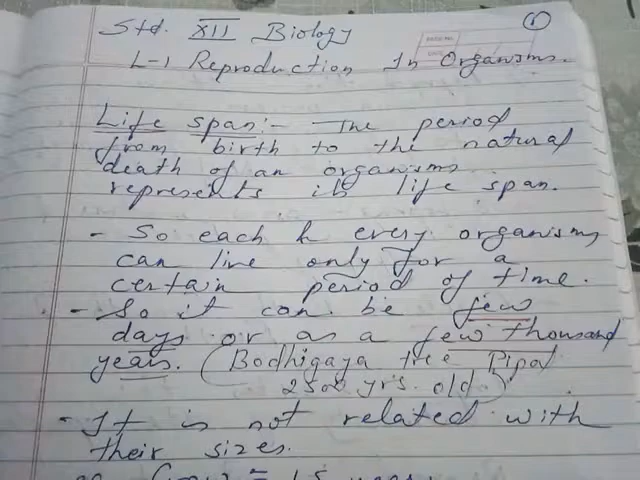 ①
Std. XII Biology
L-1 Reproduction In Organisms.
Life span:- The period
from birth to the natural
death of an organisms
represents its life span.
- So each & every organisms
can live only for a
certain period of time.
- So it can be few
days or as a few thousand
years. (Bodhigaya tree Pipal
2500 yrs. old)
- It is not related with
their sizes.